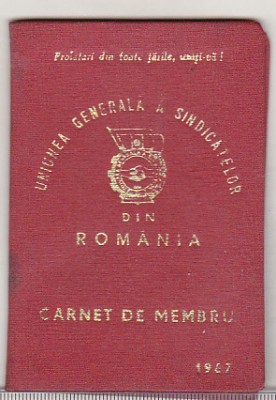 Proletari din toate țările, uniți-vă !
UNIUNEA GENERALA A SINDICATELOR
DIN
ROMÂNIA
CARNET DE MEMBRU
1967